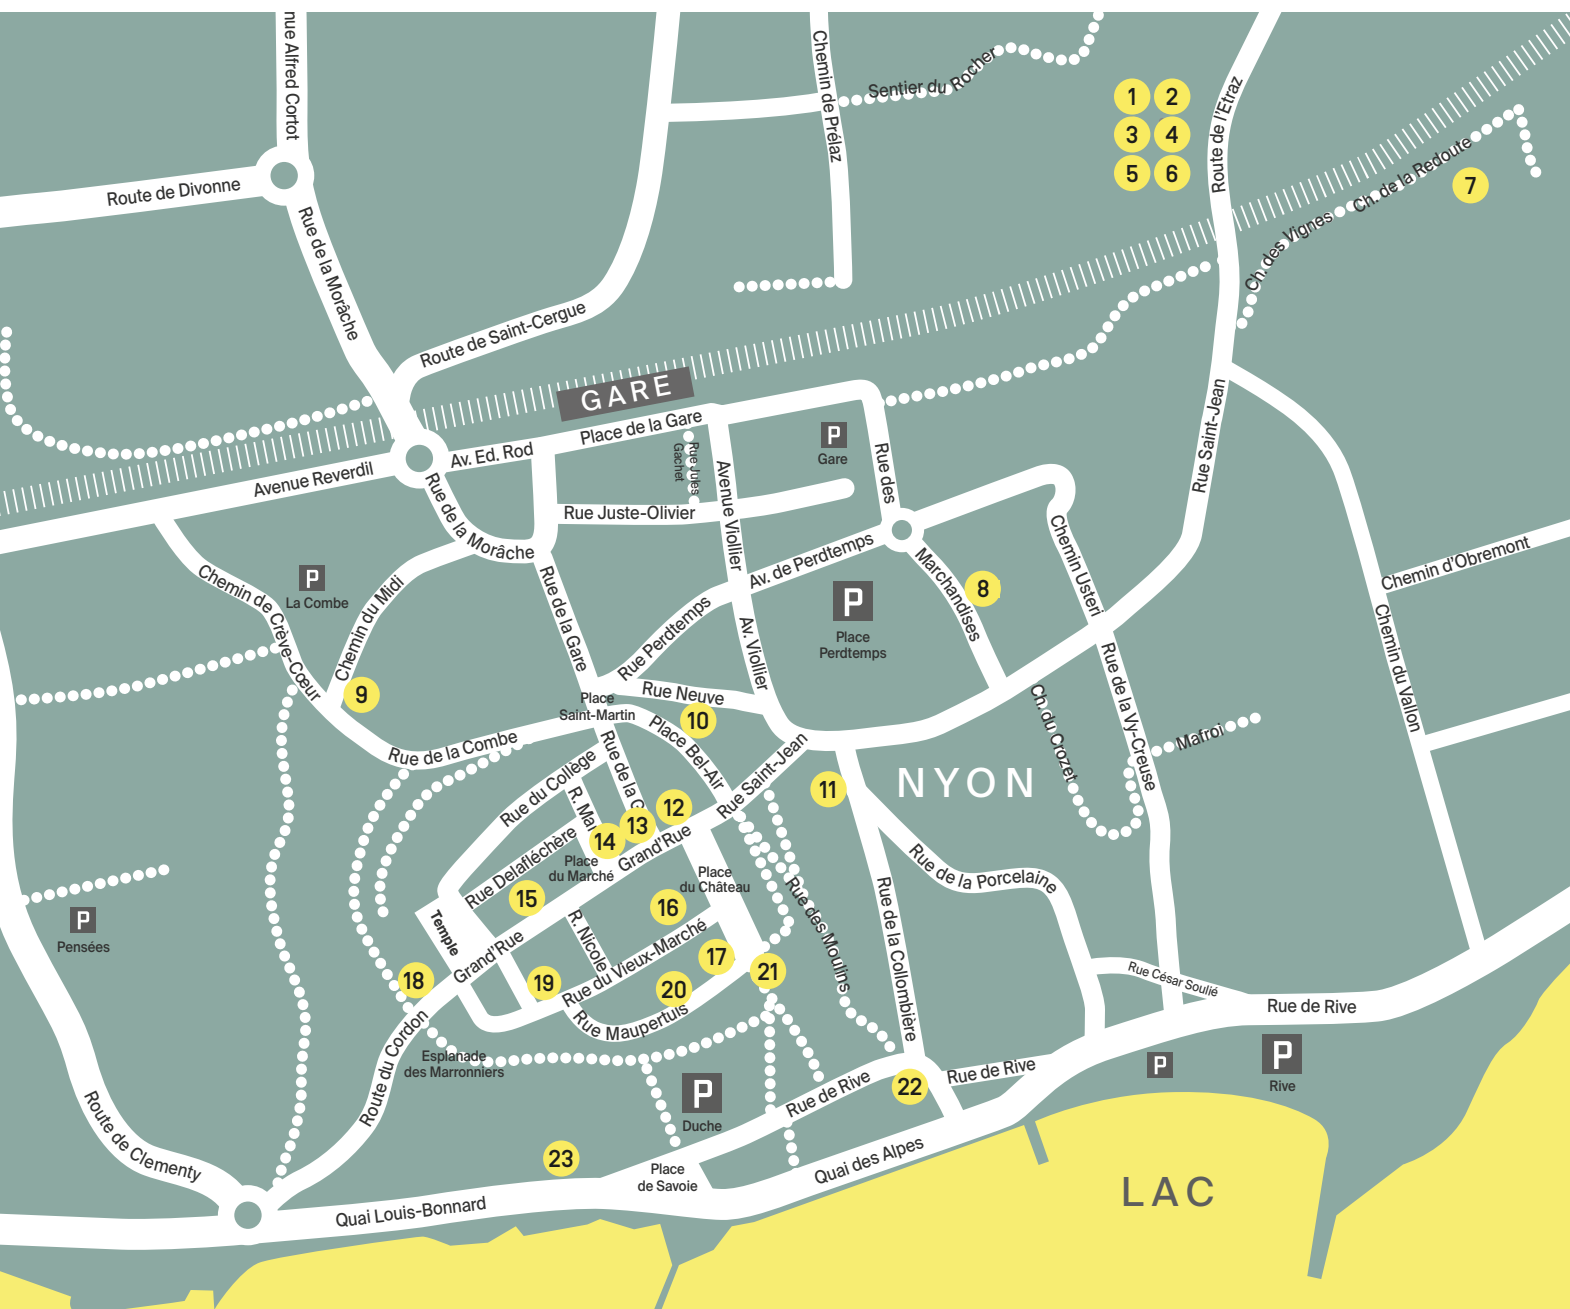 nue Alfred Cortot
Chemin de Prélaz
Sentier du Rocher
1 2
3 4
5 6
Route de l'Etraz
Ch. de la Redoute
7
Route de Divonne
Rue de la Morâche
Ch. des Vignes
Route de Saint-Cergue
GARE
Place de la Gare
Av. Ed. Rod
Avenue Reverdil
Rue Jules
Gachet
P
Gare
Rue des
Marchandises
Rue Saint-Jean
Avenue Viollier
Rue de la Morâche
Rue Juste-Olivier
Av. de Perdtemps
Chemin Usteri
Chemin d'Obremont
P
La Combe
Chemin de Crève-Cœur
Chemin du Midi
Rue de la Gare
Rue Perdtemps
Av. Viollier
P
Place
Perdtemps
8
Chemin du Vallon
9
Place
Saint-Martin
Rue Neuve
10
Place Bel-Air
Rue de la Combe
Rue de la Vy-Creuse
Ch. du Crozet
Mafroi
NYON
11
Rue Saint-Jean
Rue du Collège
Rue de la G
R. Mar
12
13
14
Grand'Rue
Rue Delafléchère
Place
du Marché
Place
du Château
15
16
Rue de la Porcelaine
Rue des Moulins
Rue de la Collombière
P
Pensées
Temple
Grand'Rue
R. Nicole
Rue du Vieux-Marché
17
18
19
20
21
Rue Maupertuis
Rue César Soulié
Rue de Rive
Route du Cordon
Esplanade
des Marronniers
P
P
Rive
Rue de Rive
22
Rue de Rive
P
Duche
Route de Clementy
23
Place
de Savoie
Quai des Alpes
Quai Louis-Bonnard
LAC